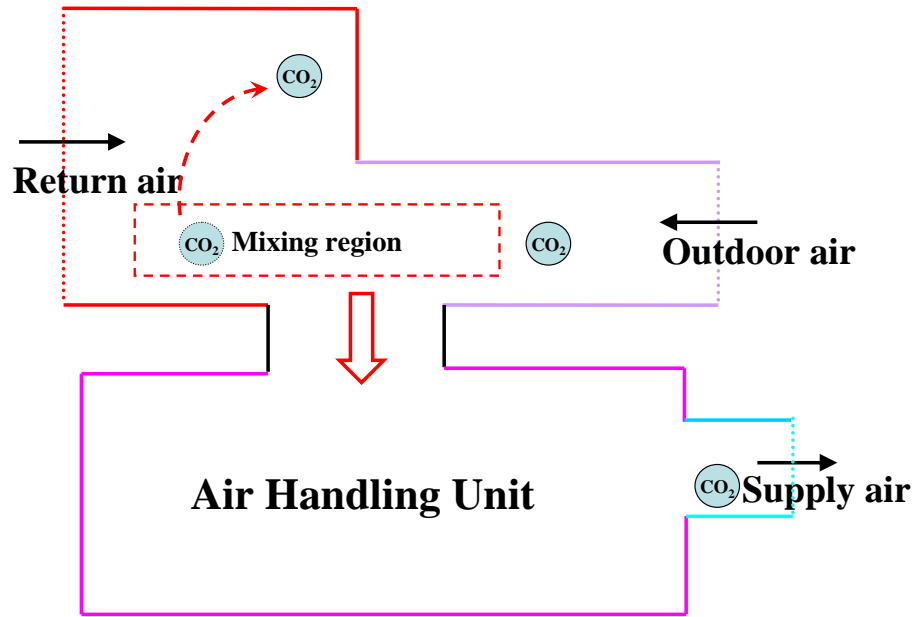 CO₂
Return air
CO₂ Mixing region
CO₂
Outdoor air
Air Handling Unit
CO₂
Supply air